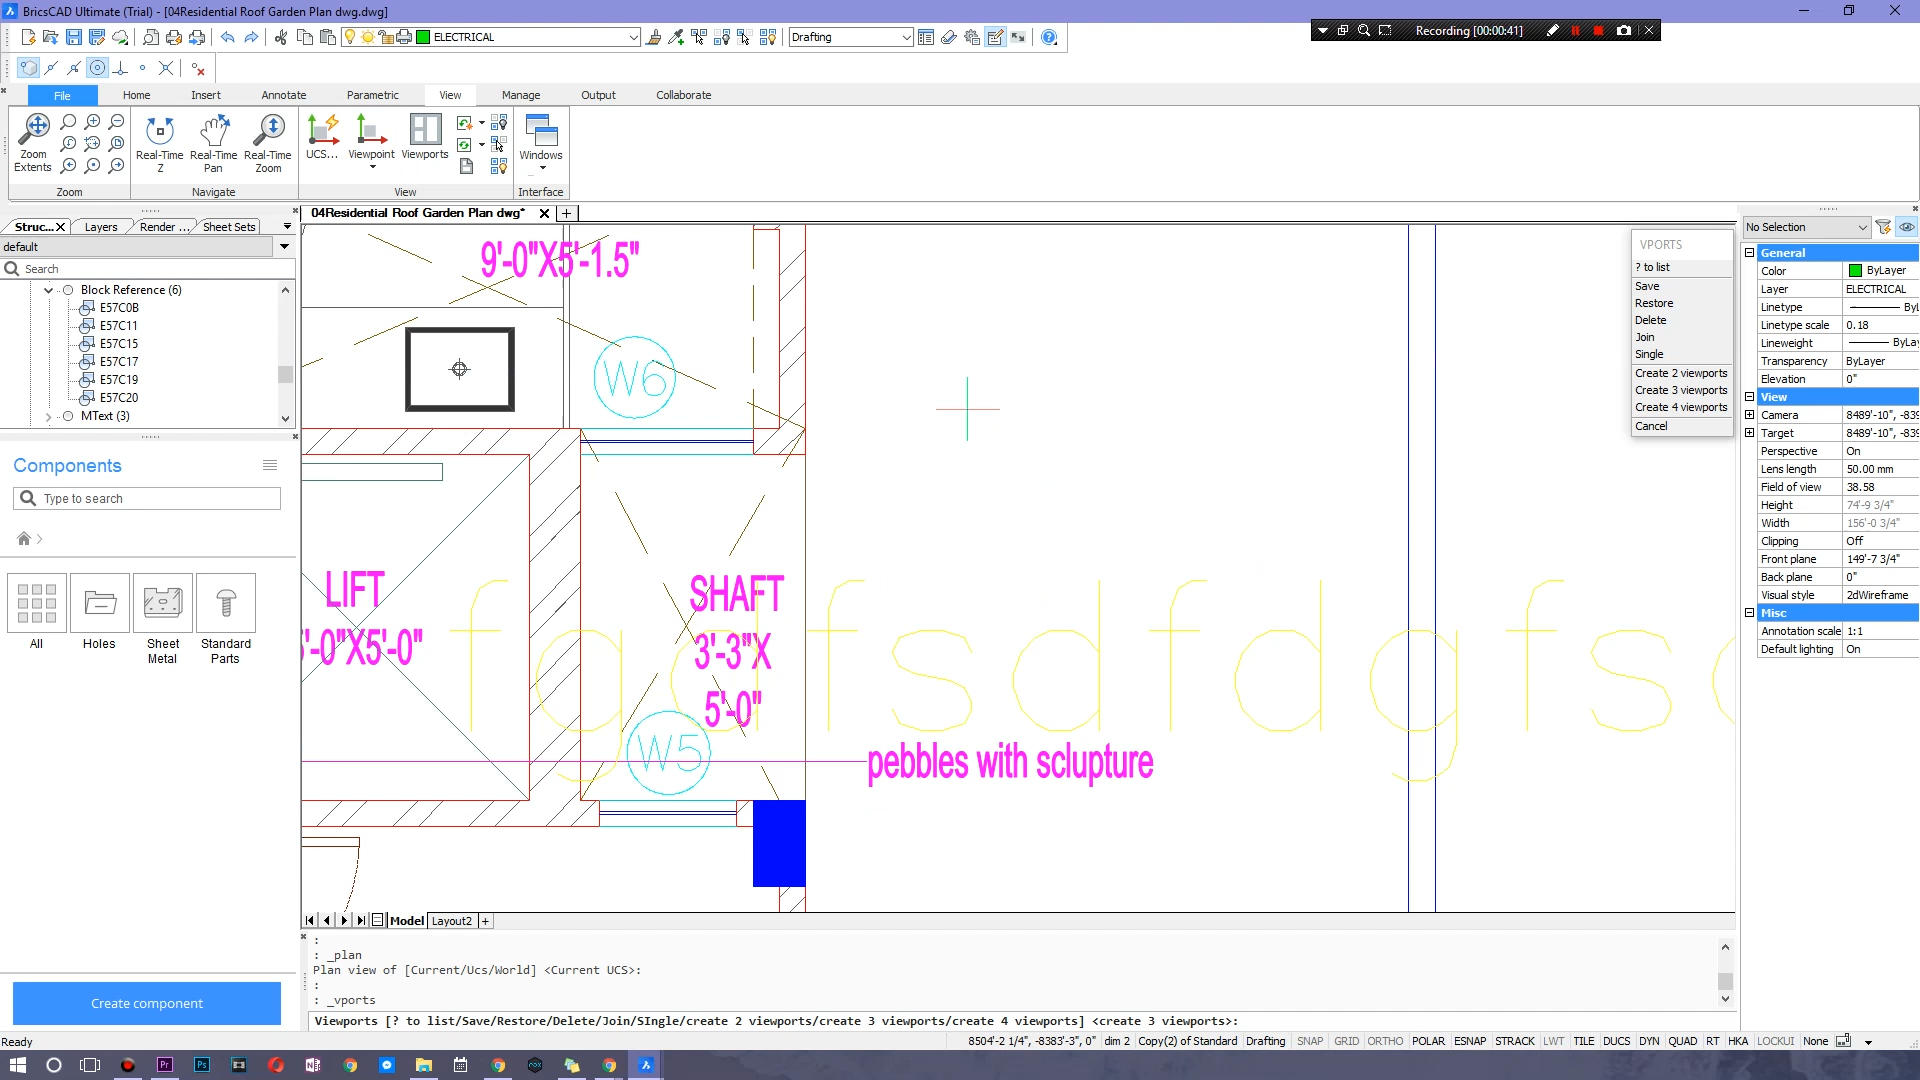 BricsCAD Ultimate (Trial) - [04Residential Roof Garden Plan dwg.dwg]
ELECTRICAL
Drafting
Recording [00:00:41]
File
Home
Insert
Annotate
Parametric
View
Manage
Output
Collaborate
Zoom
Extents
Real-Time
Z
Real-Time
Pan
Real-Time
Zoom
UCS...
Viewpoint
Viewports
Windows
Zoom
Navigate
View
Interface
Struc...
Layers
Render ...
Sheet Sets
04Residential Roof Garden Plan dwg*
default
Search
Block Reference (6)
E57C0B
E57C11
E57C15
E57C17
E57C19
E57C20
MText (3)
Components
Type to search
All
Holes
Sheet
Metal
Standard
Parts
Create component
9'-0"X5'-1.5"
W6
LIFT
'-0"X5'-0"
SHAFT
3'-3"X
5'-0"
W5
fgdfsdfdgfsd
pebbles with sclupture
VPORTS
? to list
Save
Restore
Delete
Join
Single
Create 2 viewports
Create 3 viewports
Create 4 viewports
Cancel
No Selection
General
Color ByLayer
Layer ELECTRICAL
Linetype ByL
Linetype scale 0.18
Lineweight ByLay
Transparency ByLayer
Elevation 0"
View
Camera 8489'-10", -839
Target 8489'-10", -839
Perspective On
Lens length 50.00 mm
Field of view 38.58
Height 74'-9 3/4"
Width 156'-0 3/4"
Clipping Off
Front plane 149'-7 3/4"
Back plane 0"
Visual style 2dWireframe
Misc
Annotation scale 1:1
Default lighting On
Model
Layout2
:
: _plan
Plan view of [Current/Ucs/World] <Current UCS>:
:
: _vports
Viewports [? to list/Save/Restore/Delete/Join/SIngle/create 2 viewports/create 3 viewports/create 4 viewports] <create 3 viewports>:
Ready
8504'-2 1/4", -8383'-3", 0" dim 2 Copy(2) of Standard Drafting SNAP GRID ORTHO POLAR ESNAP STRACK LWT TILE DUCS DYN QUAD RT HKA LOCKUI None
Pr
Ps